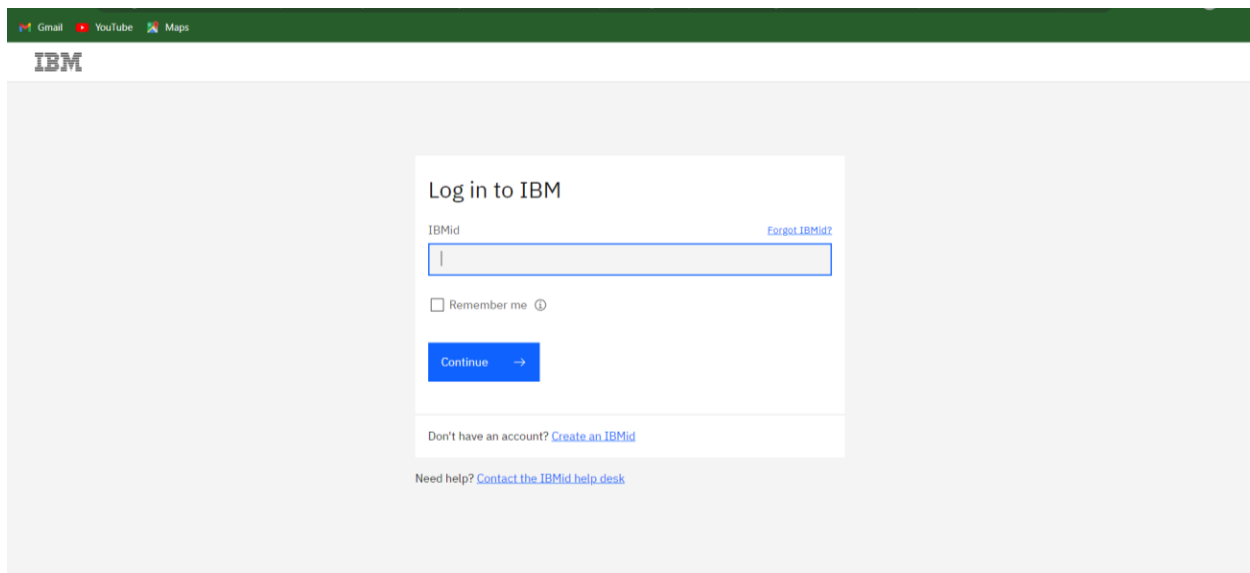 Gmail YouTube Maps
IBM
Log in to IBM
IBMid Forgot IBMid?
Remember me
Continue →
Don't have an account? Create an IBMid
Need help? Contact the IBMid help desk